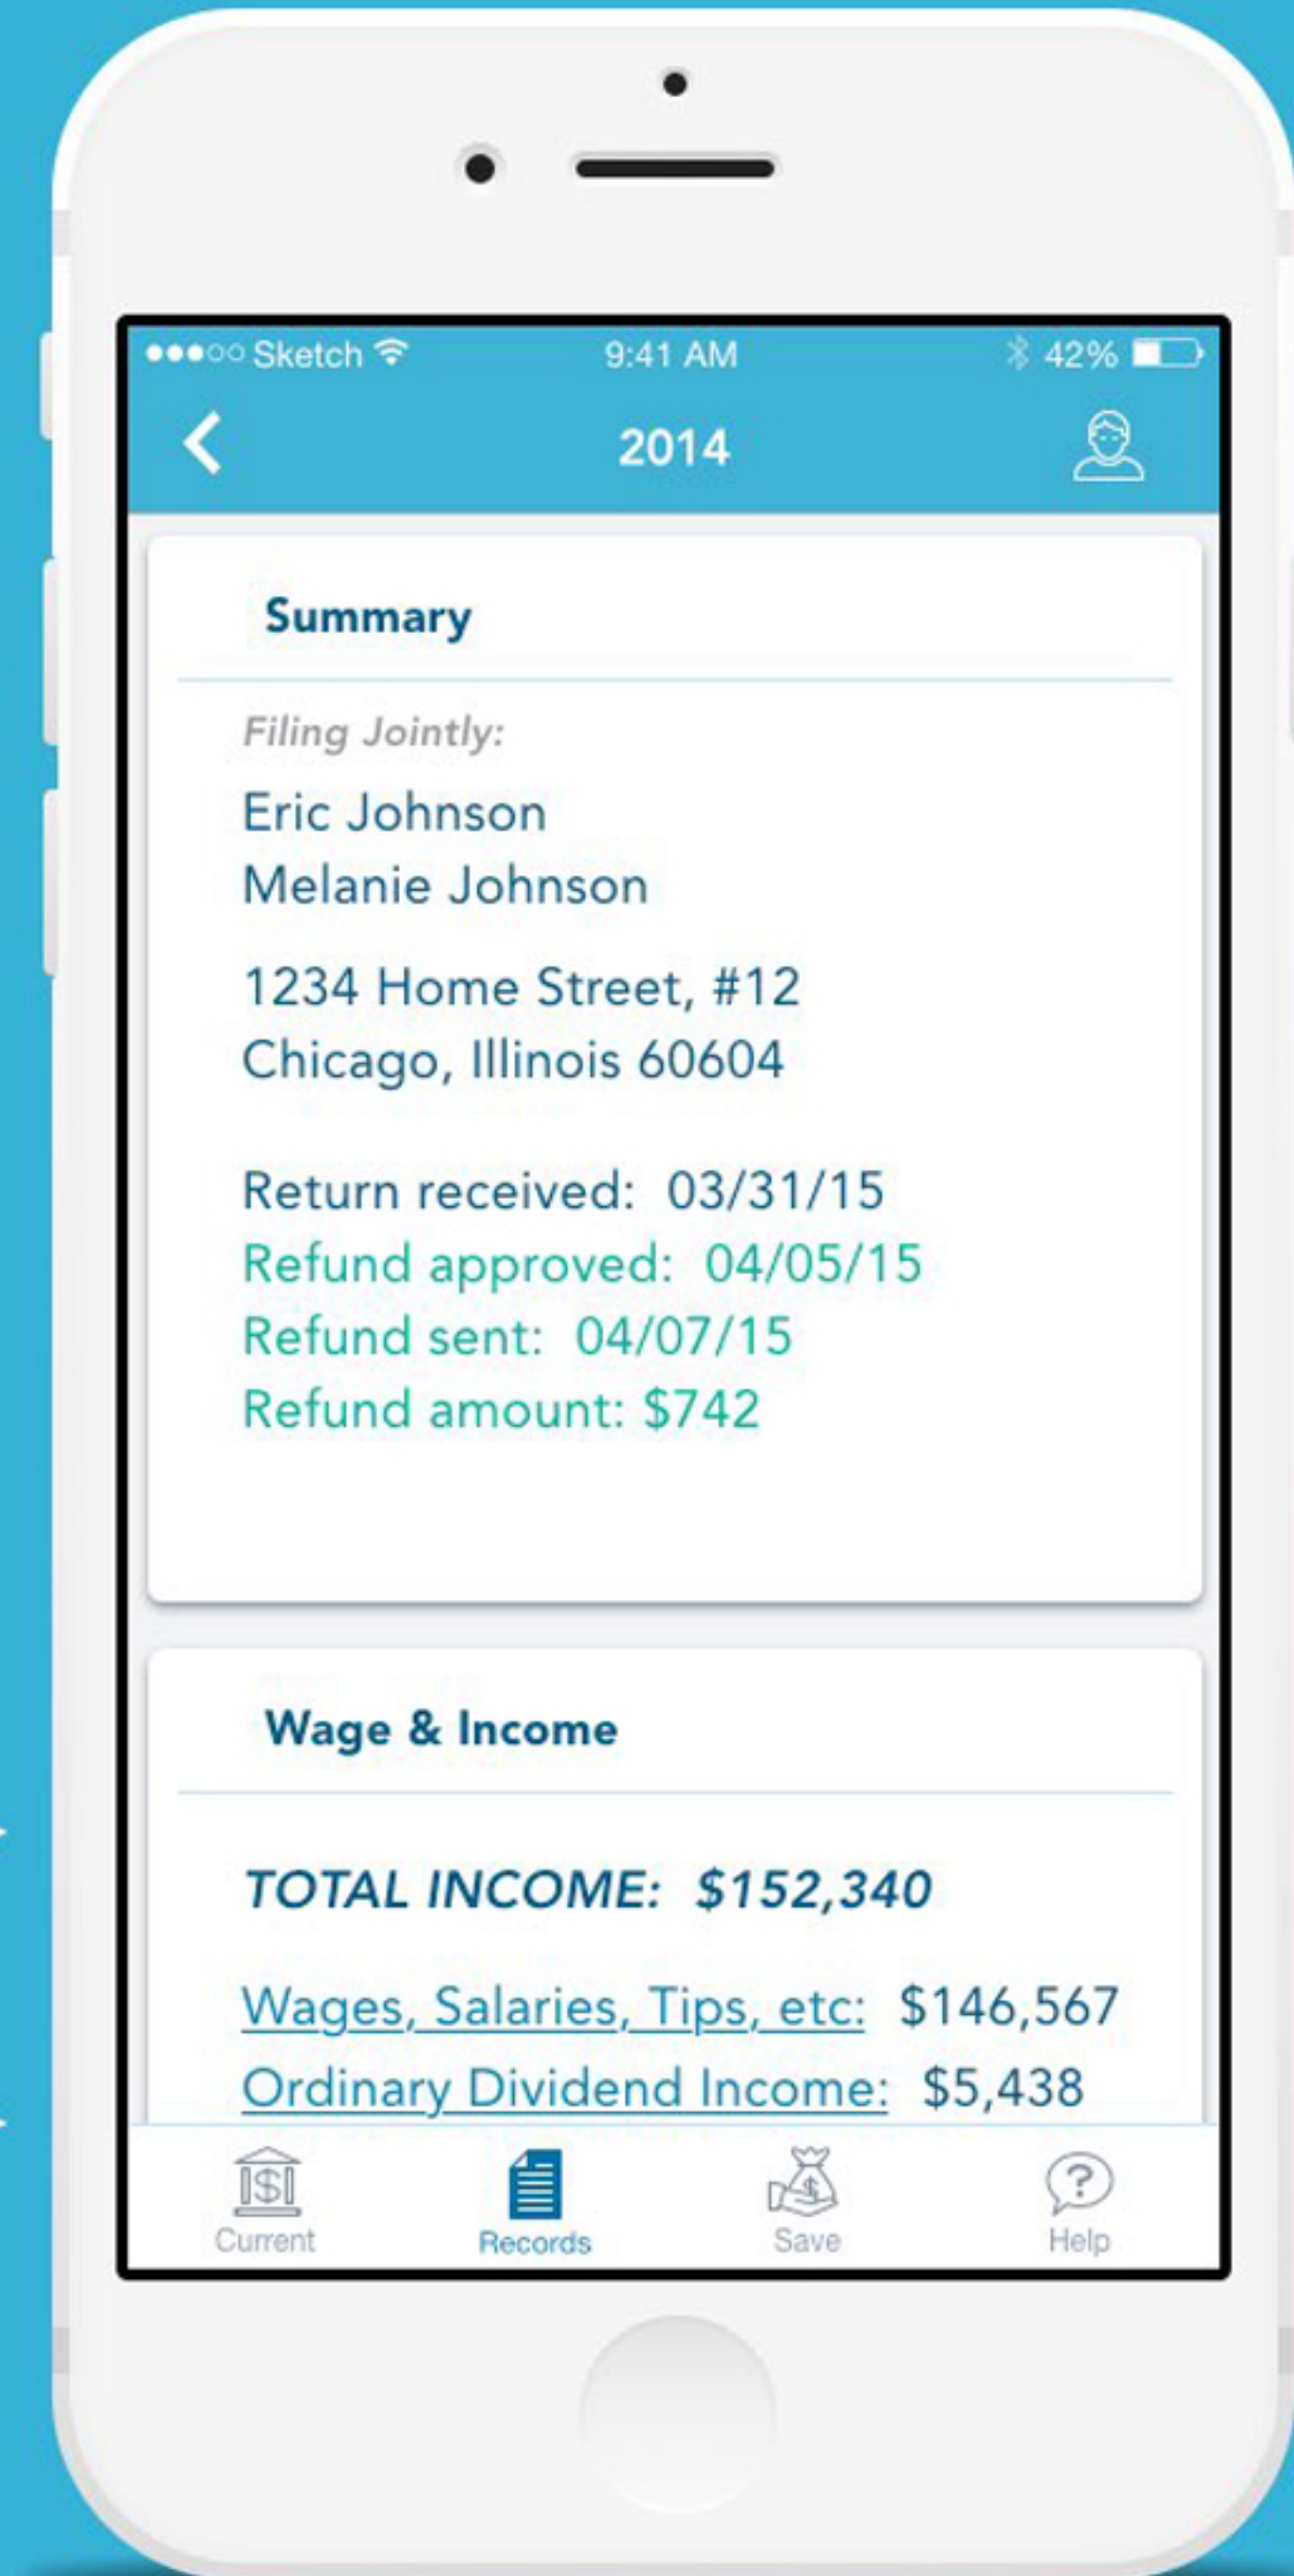 Sketch 9:41 AM 42%
2014
Summary
Filing Jointly:
Eric Johnson
Melanie Johnson
1234 Home Street, #12
Chicago, Illinois 60604
Return received: 03/31/15
Refund approved: 04/05/15
Refund sent: 04/07/15
Refund amount: $742
Wage & Income
TOTAL INCOME: $152,340
Wages, Salaries, Tips, etc: $146,567
Ordinary Dividend Income: $5,438
$ $ ?
Current Records Save Help